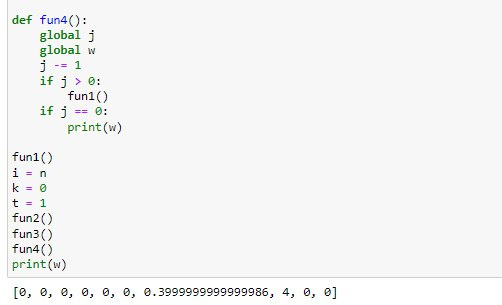 def fun4():
    global j
    global w
    j -= 1
    if j > 0:
        fun1()
    if j == 0:
        print(w)
fun1()
i = n
k = 0
t = 1
fun2()
fun3()
fun4()
print(w)
[0, 0, 0, 0, 0, 0, 0.3999999999999986, 4, 0, 0]